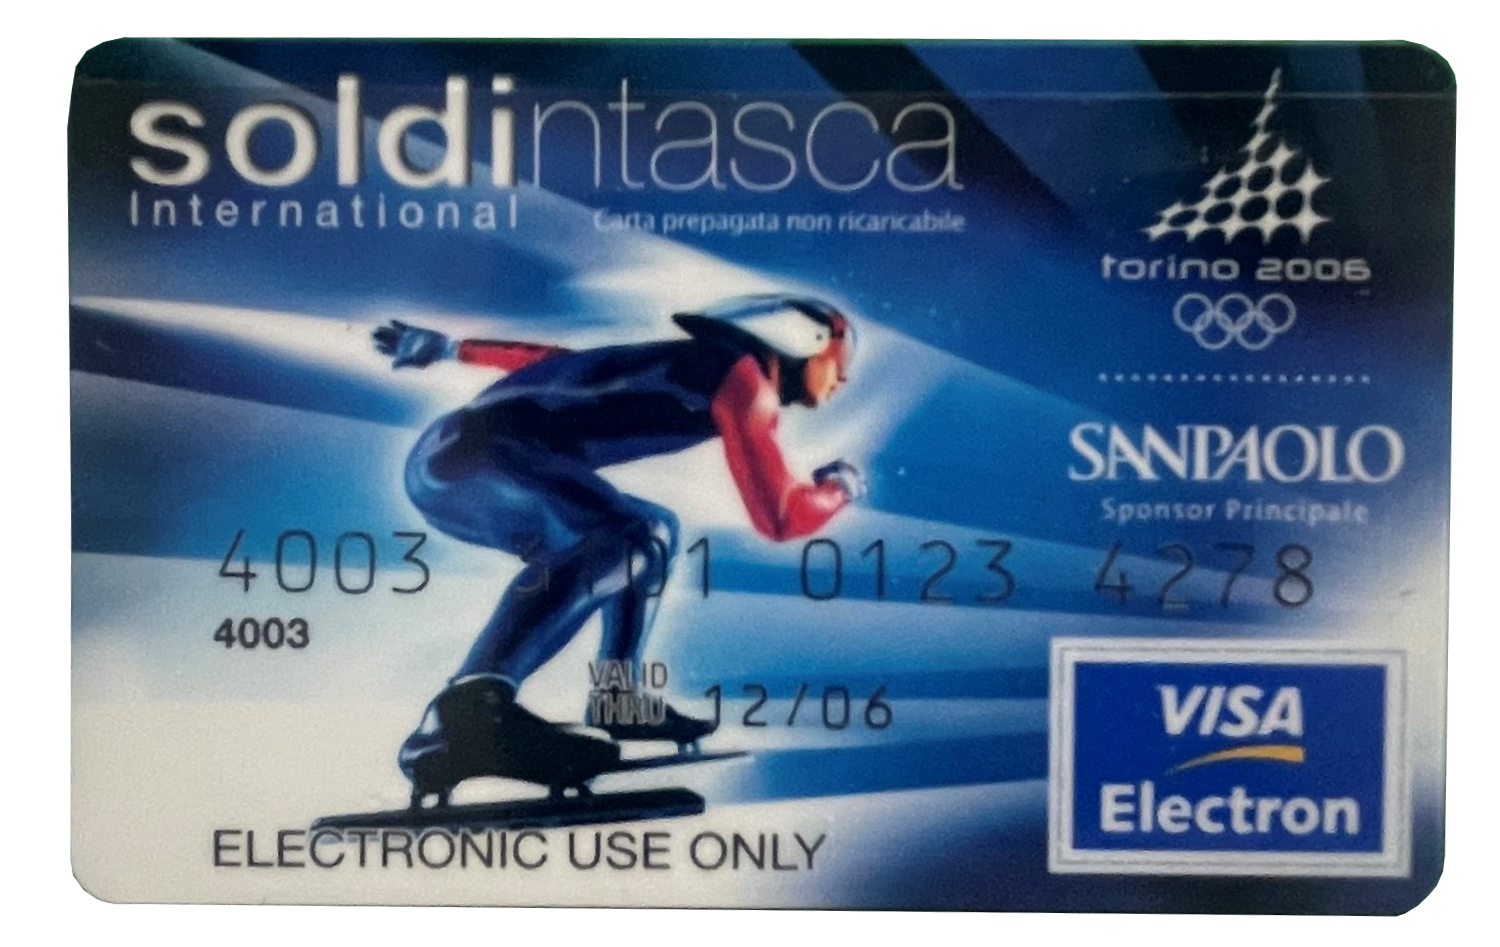 soldintasca
International
Carta prepagata non ricaricabile
torino 2006
SANPAOLO
Sponsor Principale
4003 0123 4278
4003
VALID
THRU
12/06
VISA
Electron
ELECTRONIC USE ONLY